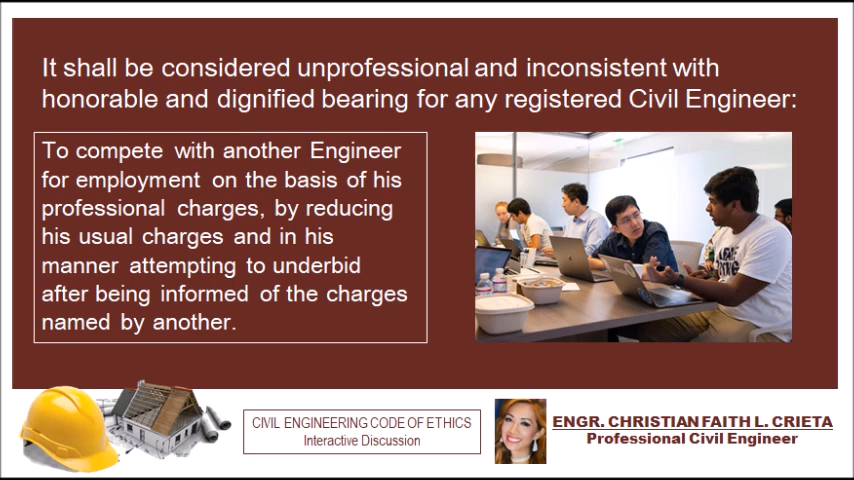 It shall be considered unprofessional and inconsistent with
honorable and dignified bearing for any registered Civil Engineer:
To compete with another Engineer
for employment on the basis of his
professional charges, by reducing
his usual charges and in his
manner attempting to underbid
after being informed of the charges
named by another.
CIVIL ENGINEERING CODE OF ETHICS
Interactive Discussion
ENGR. CHRISTIAN FAITH L. CRIETA
Professional Civil Engineer